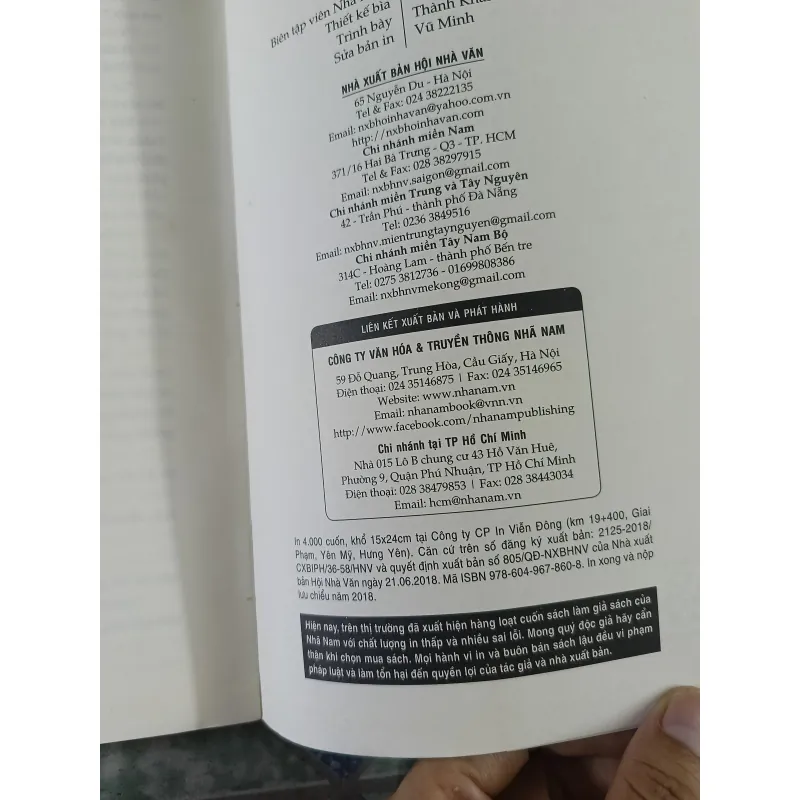 Biên tập viên Nhà
Thiết kế bìa
Trình bày
Thành
Sửa bản in
Vũ Minh
NHÀ XUẤT BẢN HỘI NHÀ VĂN
65 Nguyễn Du - Hà Nội
Tel & Fax: 024 38222135
Email: nxbhoinhavan@yahoo.com.vn
http://nxbhoinhavan.com
Chi nhánh miền Nam
371/16 Hai Bà Trưng - Q3 - TP. HCM
Tel & Fax: 028 38297915
Email: nxbhnv.saigon@gmail.com
Chi nhánh miền Trung và Tây Nguyên
42 - Trần Phú - thành phố Đà Nẵng
Tel: 0236 3849516
Email: nxbhnv.mientrungtaynguyen@gmail.com
Chi nhánh miền Tây Nam Bộ
314C - Hoàng Lam - thành phố Bến tre
Tel: 0275 3812736 - 01699808386
Email: nxbhnvmekong@gmail.com
LIÊN KẾT XUẤT BẢN VÀ PHÁT HÀNH
CÔNG TY VĂN HÓA & TRUYỀN THÔNG NHÃ NAM
59 Đỗ Quang, Trung Hòa, Cầu Giấy, Hà Nội
Điện thoại: 024 35146875 | Fax: 024 35146965
Website: www.nhanam.vn
Email: nhanambook@vnn.vn
http://www.facebook.com/nhanampublishing
Chi nhánh tại TP Hồ Chí Minh
Nhà 015 Lô B chung cư 43 Hồ Văn Huê,
Phường 9, Quận Phú Nhuận, TP Hồ Chí Minh
Điện thoại: 028 38479853 | Fax: 028 38443034
Email: hcm@nhanam.vn
In 4.000 cuốn, khổ 15x24cm tại Công ty CP In Viễn Đông (km 19+400, Giai
Phạm, Yên Mỹ, Hưng Yên). Căn cứ trên số đăng ký xuất bản: 2125-2018/
CXBIPH/36-58/HNV và quyết định xuất bản số 805/QĐ-NXBHNV của Nhà xuất
bản Hội Nhà Văn ngày 21.06.2018. Mã ISBN 978-604-967-860-8. In xong và nộp
lưu chiểu năm 2018.
Hiện nay, trên thị trường đã xuất hiện hàng loạt cuốn sách làm giả sách của
Nhã Nam với chất lượng in thấp và nhiều sai lỗi. Mong quý độc giả hãy cẩn
thận khi chọn mua sách. Mọi hành vi in và buôn bán sách lậu đều vi phạm
pháp luật và làm tổn hại đến quyền lợi của tác giả và nhà xuất bản.